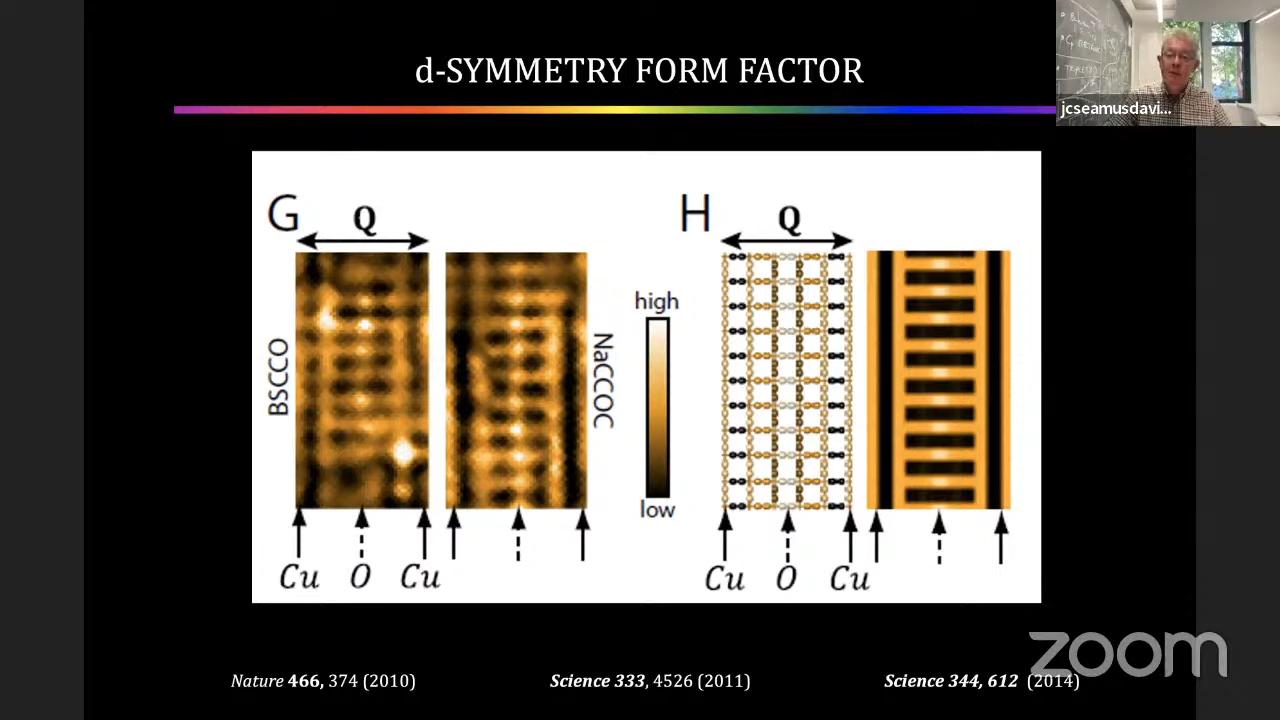 d-SYMMETRY FORM FACTOR
jcseamusdavi...
G
Q
BSCCO
NaCCOC
Cu O Cu
high
low
H
Q
Cu O Cu
zoom
Nature 466, 374 (2010)
Science 333, 4526 (2011)
Science 344, 612 (2014)